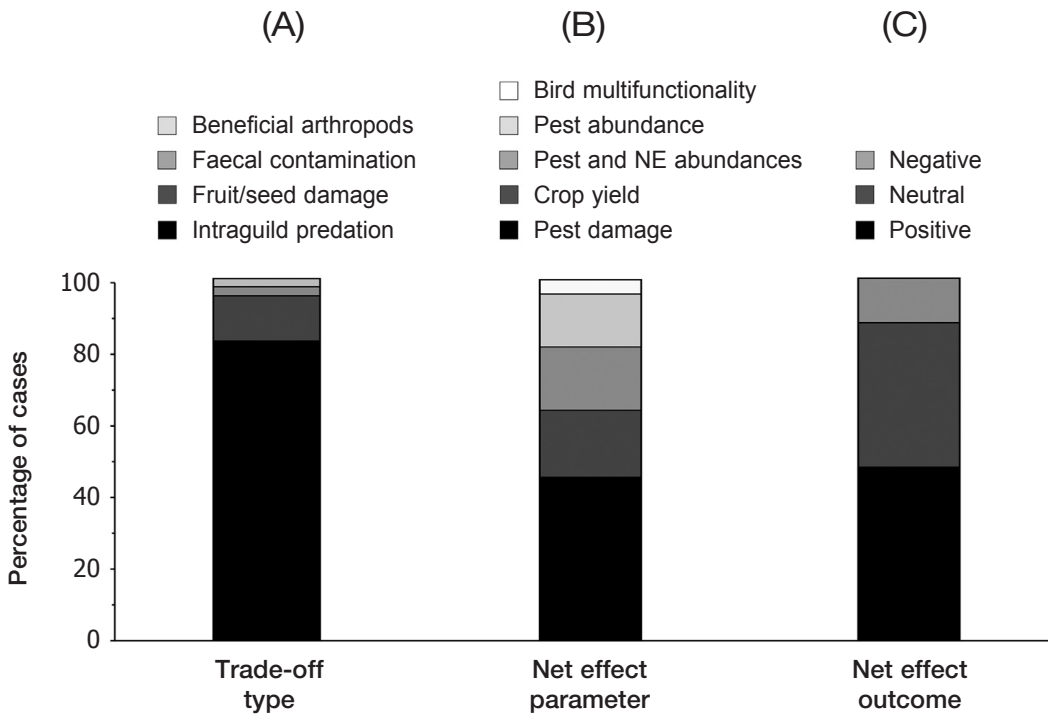 (A)
(B)
(C)
Beneficial arthropods
Faecal contamination
Fruit/seed damage
Intraguild predation
Bird multifunctionality
Pest abundance
Pest and NE abundances
Crop yield
Pest damage
Negative
Neutral
Positive
Percentage of cases
100
80
60
40
20
0
Trade-off
type
Net effect
parameter
Net effect
outcome